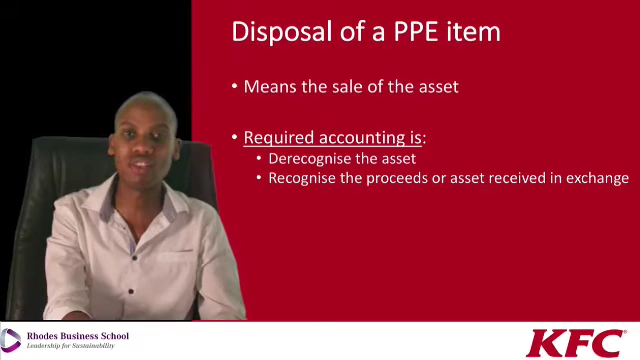 Disposal of a PPE item
• Means the sale of the asset
• Required accounting is:
• Derecognise the asset
• Recognise the proceeds or asset received in exchange
Rhodes Business School
Leadership for Sustainability
KFC